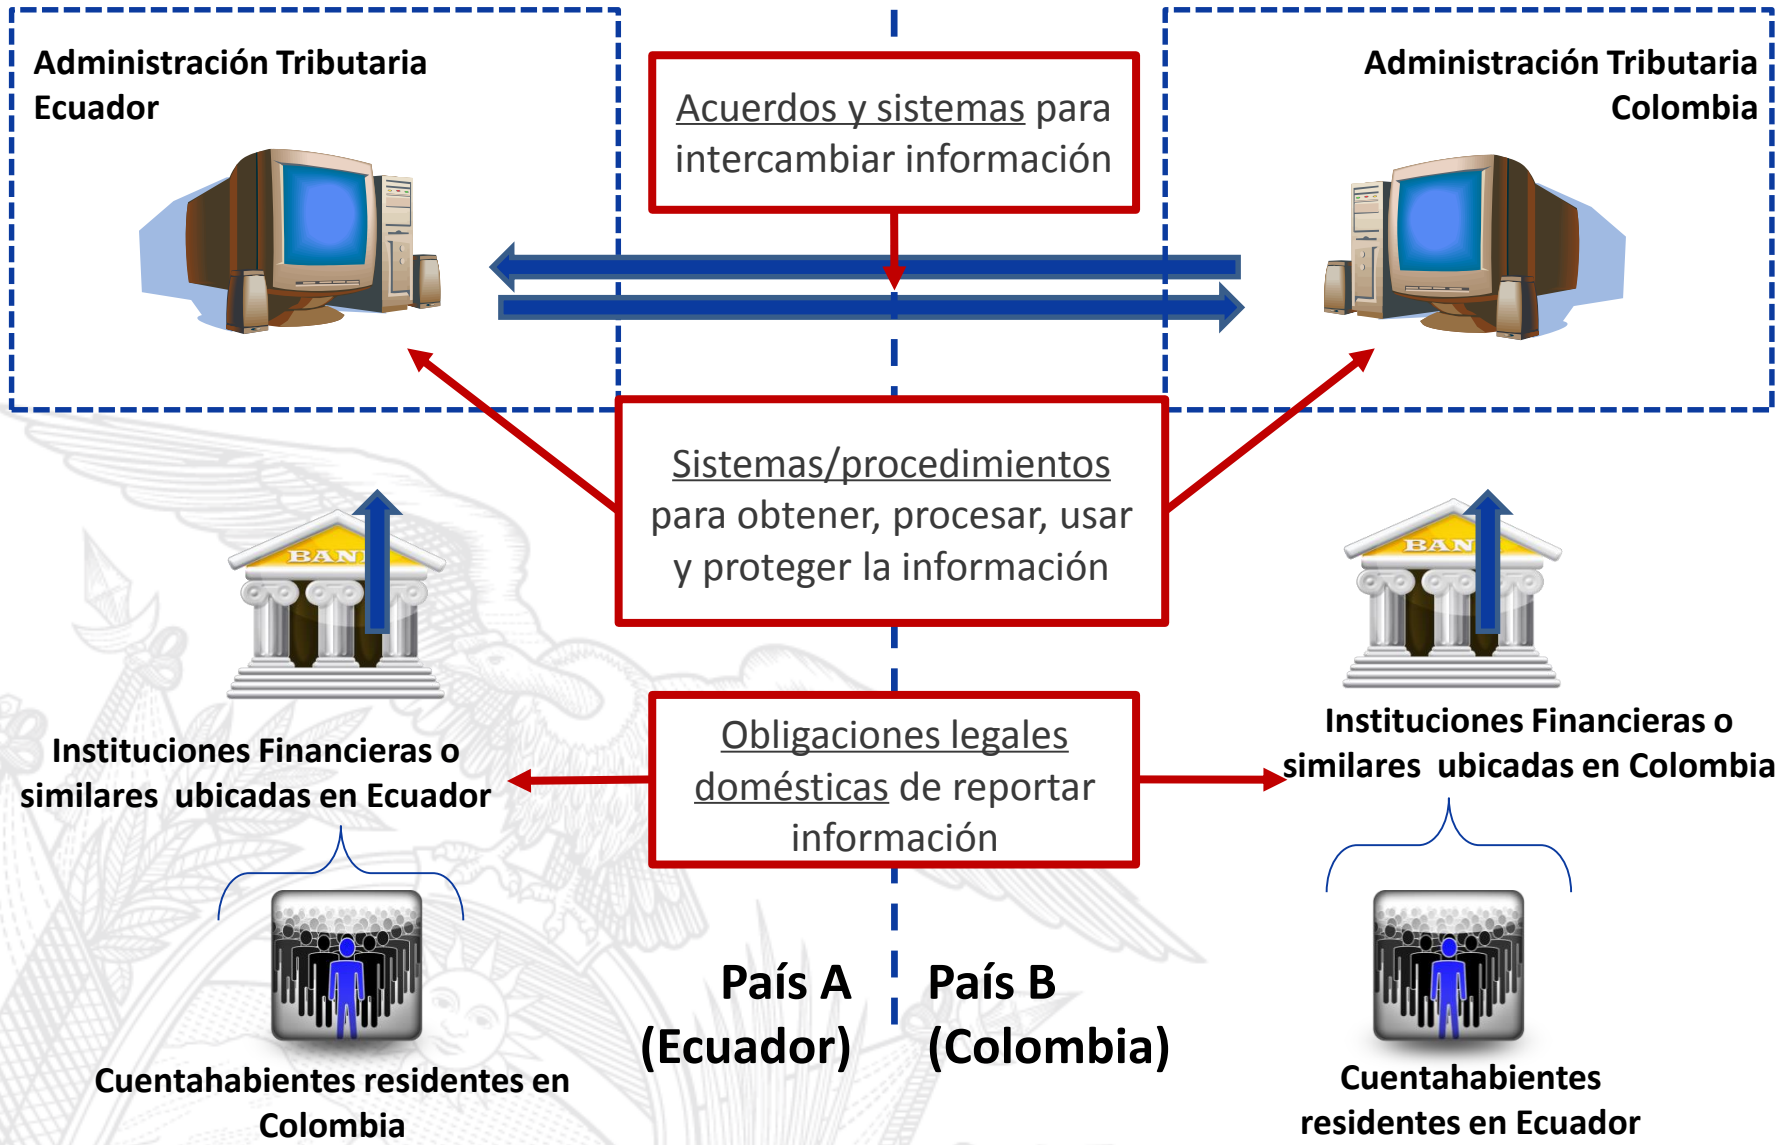 Administración Tributaria
Ecuador
Acuerdos y sistemas para
intercambiar información
Administración Tributaria
Colombia
Sistemas/procedimientos
para obtener, procesar, usar
y proteger la información
BANK
BAN
Instituciones Financieras o
similares ubicadas en Ecuador
Obligaciones legales
domésticas de reportar
información
Instituciones Financieras o
similares ubicadas en Colombia
País A
(Ecuador)
País B
(Colombia)
Cuentahabientes residentes en
Colombia
Cuentahabientes
residentes en Ecuador